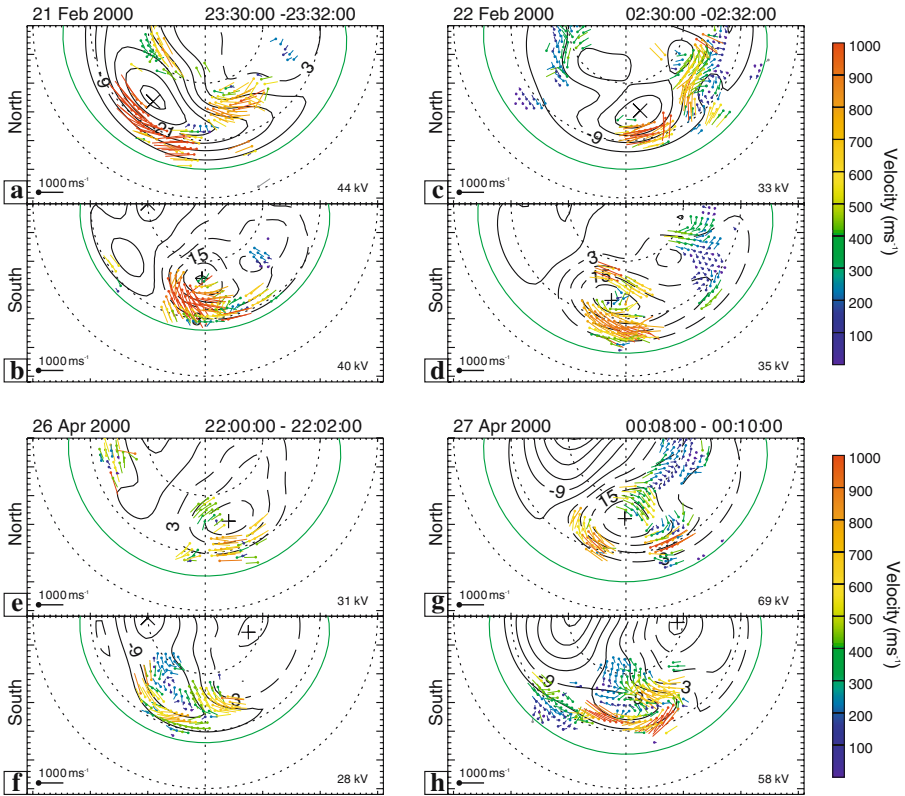 21 Feb 2000 23:30:00 -23:32:00
22 Feb 2000 02:30:00 -02:32:00
North
-9
-21
3
a
1000 ms⁻¹
44 kV
-9
c
1000 ms⁻¹
33 kV
South
15
b
1000 ms⁻¹
40 kV
3
15
d
1000 ms⁻¹
35 kV
1000
900
800
700
600
500
400
300
200
100
Velocity (ms⁻¹)
26 Apr 2000 22:00:00 - 22:02:00
27 Apr 2000 00:08:00 - 00:10:00
North
3
e
1000 ms⁻¹
31 kV
-9
15
3
g
1000 ms⁻¹
69 kV
South
-9
3
f
1000 ms⁻¹
28 kV
-9
3
h
1000 ms⁻¹
58 kV
1000
900
800
700
600
500
400
300
200
100
Velocity (ms⁻¹)